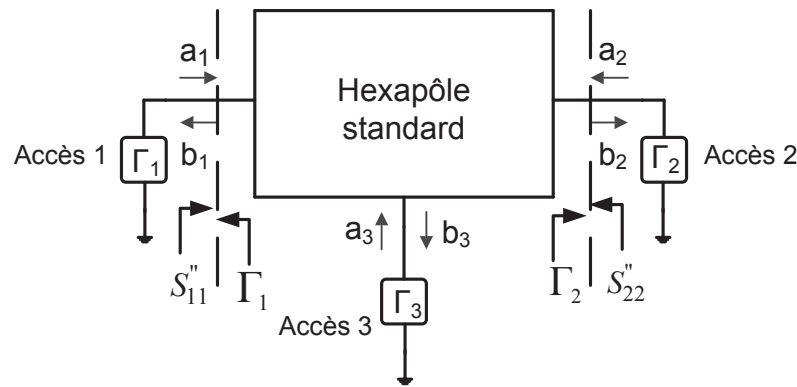 a1
a2
Hexapôle
standard
b1
b2
Accès 1
Γ1
Γ2
Accès 2
a3
b3
S"11
Γ1
Γ2
S"22
Γ3
Accès 3